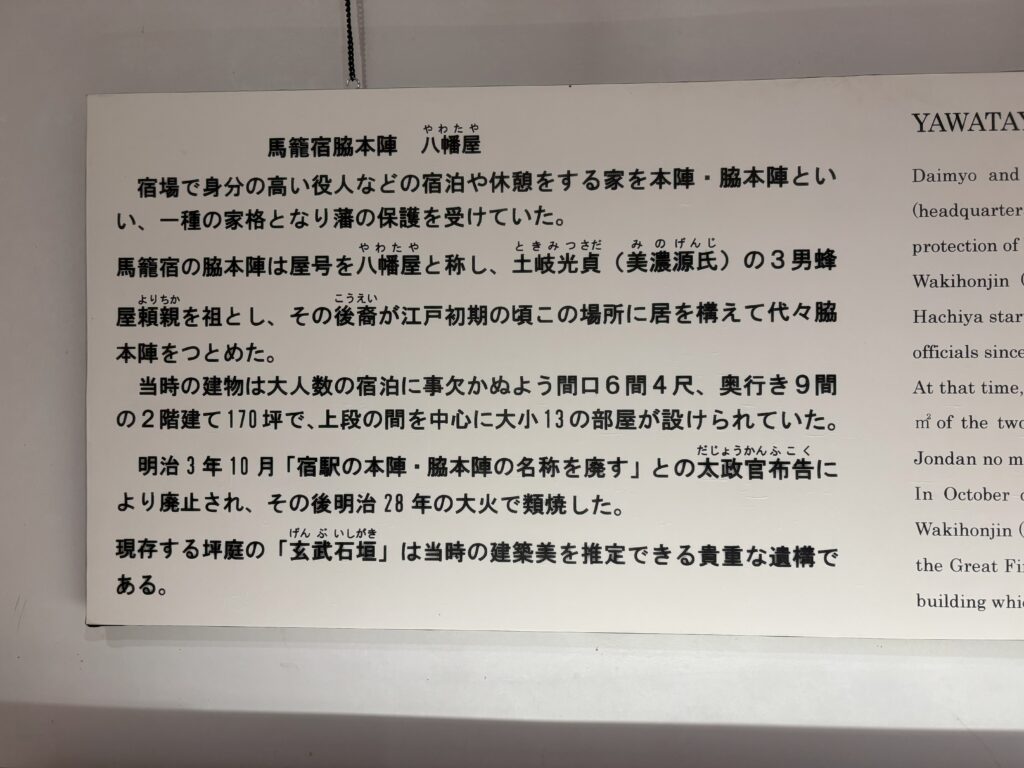 馬籠宿脇本陣 八幡屋
やわたや
宿場で身分の高い役人などの宿泊や休憩をする家を本陣・脇本陣とい
い、一種の家格となり藩の保護を受けていた。
やわたや ときみつさだ みのげんじ
馬籠宿の脇本陣は屋号を八幡屋と称し、土岐光貞（美濃源氏）の３男蜂
よりちか こうえい
屋頼親を祖とし、その後裔が江戸初期の頃この場所に居を構えて代々脇
本陣をつとめた。
当時の建物は大人数の宿泊に事欠かぬよう間口６間４尺、奥行き９間
の２階建て170坪で、上段の間を中心に大小13の部屋が設けられていた。
だじょうかんふこく
明治３年10月「宿駅の本陣・脇本陣の名称を廃す」との太政官布告に
より廃止され、その後明治28年の大火で類焼した。
げんぶいしがき
現存する坪庭の「玄武石垣」は当時の建築美を推定できる貴重な遺構で
ある。
YAWATAY
Daimyo and
(headquarter
protection of
Wakihonjin (
Hachiya star
officials since
At that time,
㎡ of the two
Jondan no m
In October o
Wakihonjin (
the Great Fi
building whi